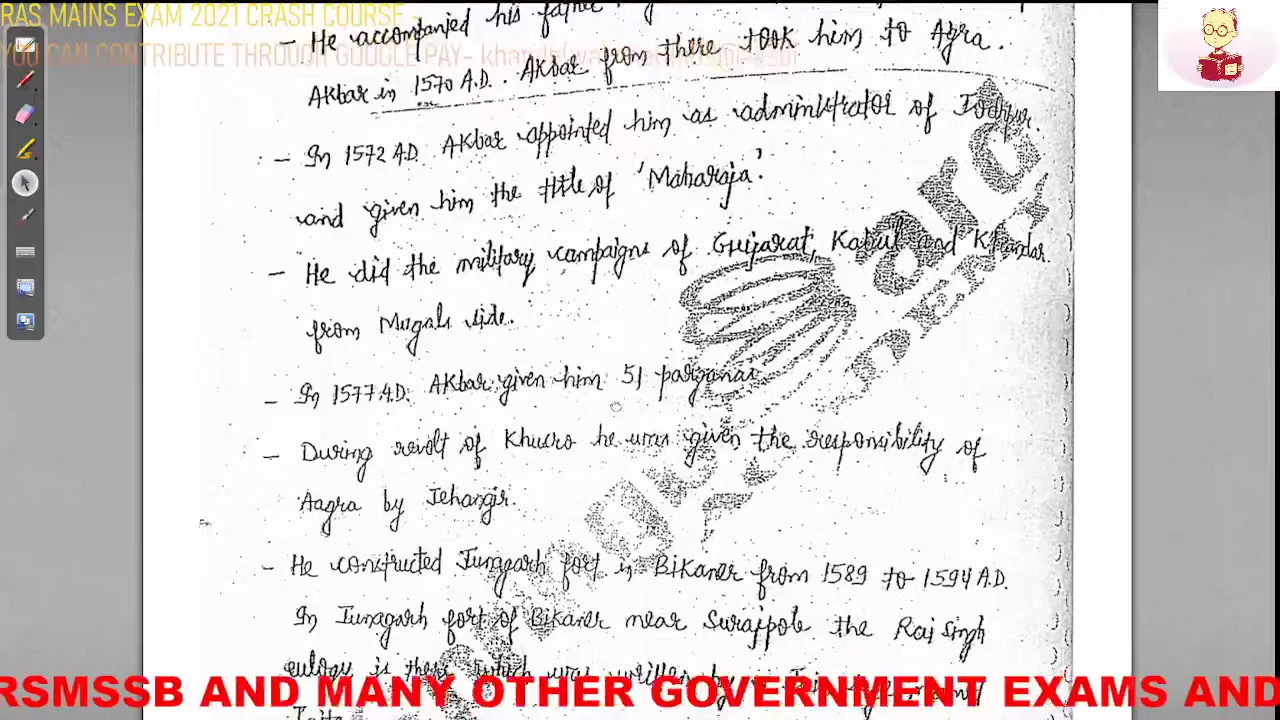 RAS MAINS EXAM 2021 CRASH COURSE -
YOU CAN CONTRIBUTE THROUGH GOOGLE PAY-
- He accompanied his father
Akbar in 1570 A.D. Akbar from there took him to Agra.
- In 1572 A.D. Akbar appointed him as administrator of Jodhpur.
and given him the title of 'Maharaja'.
- He did the military campaigns of Gujarat, Kabul and Khandar
from Mugals side.
- In 1577 A.D. Akbar given him 51 parganas
- During revolt of Khusro he was given the responsibility of
Aagra by Jehangir.
- He constructed Junagarh fort in Bikaner from 1589 to 1594 A.D.
In Junagarh fort of Bikaner near Surajpole the Rai Singh
eulogy is there which was written by
RSMSSB AND MANY OTHER GOVERNMENT EXAMS AND